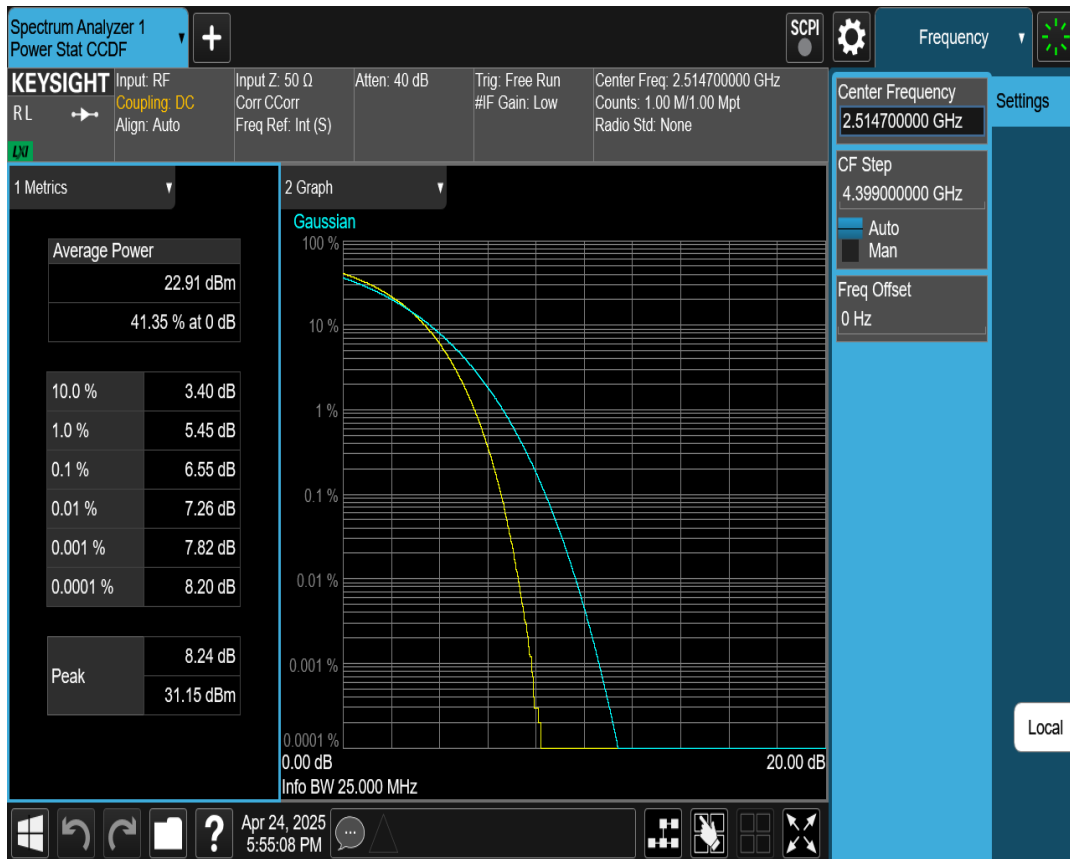 Spectrum Analyzer 1
Power Stat CCDF
+
SCPI
Frequency
KEYSIGHT
RL
LXI
Input: RF
Coupling: DC
Align: Auto
Input Z: 50 Ω
Corr CCorr
Freq Ref: Int (S)
Atten: 40 dB
Trig: Free Run
#IF Gain: Low
Center Freq: 2.514700000 GHz
Counts: 1.00 M/1.00 Mpt
Radio Std: None
Center Frequency
2.514700000 GHz
Settings
CF Step
4.399000000 GHz
Auto
Man
Freq Offset
0 Hz
Local
1 Metrics
Average Power
22.91 dBm
41.35 % at 0 dB
10.0 % 3.40 dB
1.0 % 5.45 dB
0.1 % 6.55 dB
0.01 % 7.26 dB
0.001 % 7.82 dB
0.0001 % 8.20 dB
Peak
8.24 dB
31.15 dBm
2 Graph
Gaussian
100 %
10 %
1 %
0.1 %
0.01 %
0.001 %
0.0001 %
0.00 dB 20.00 dB
Info BW 25.000 MHz
?
Apr 24, 2025
5:55:08 PM